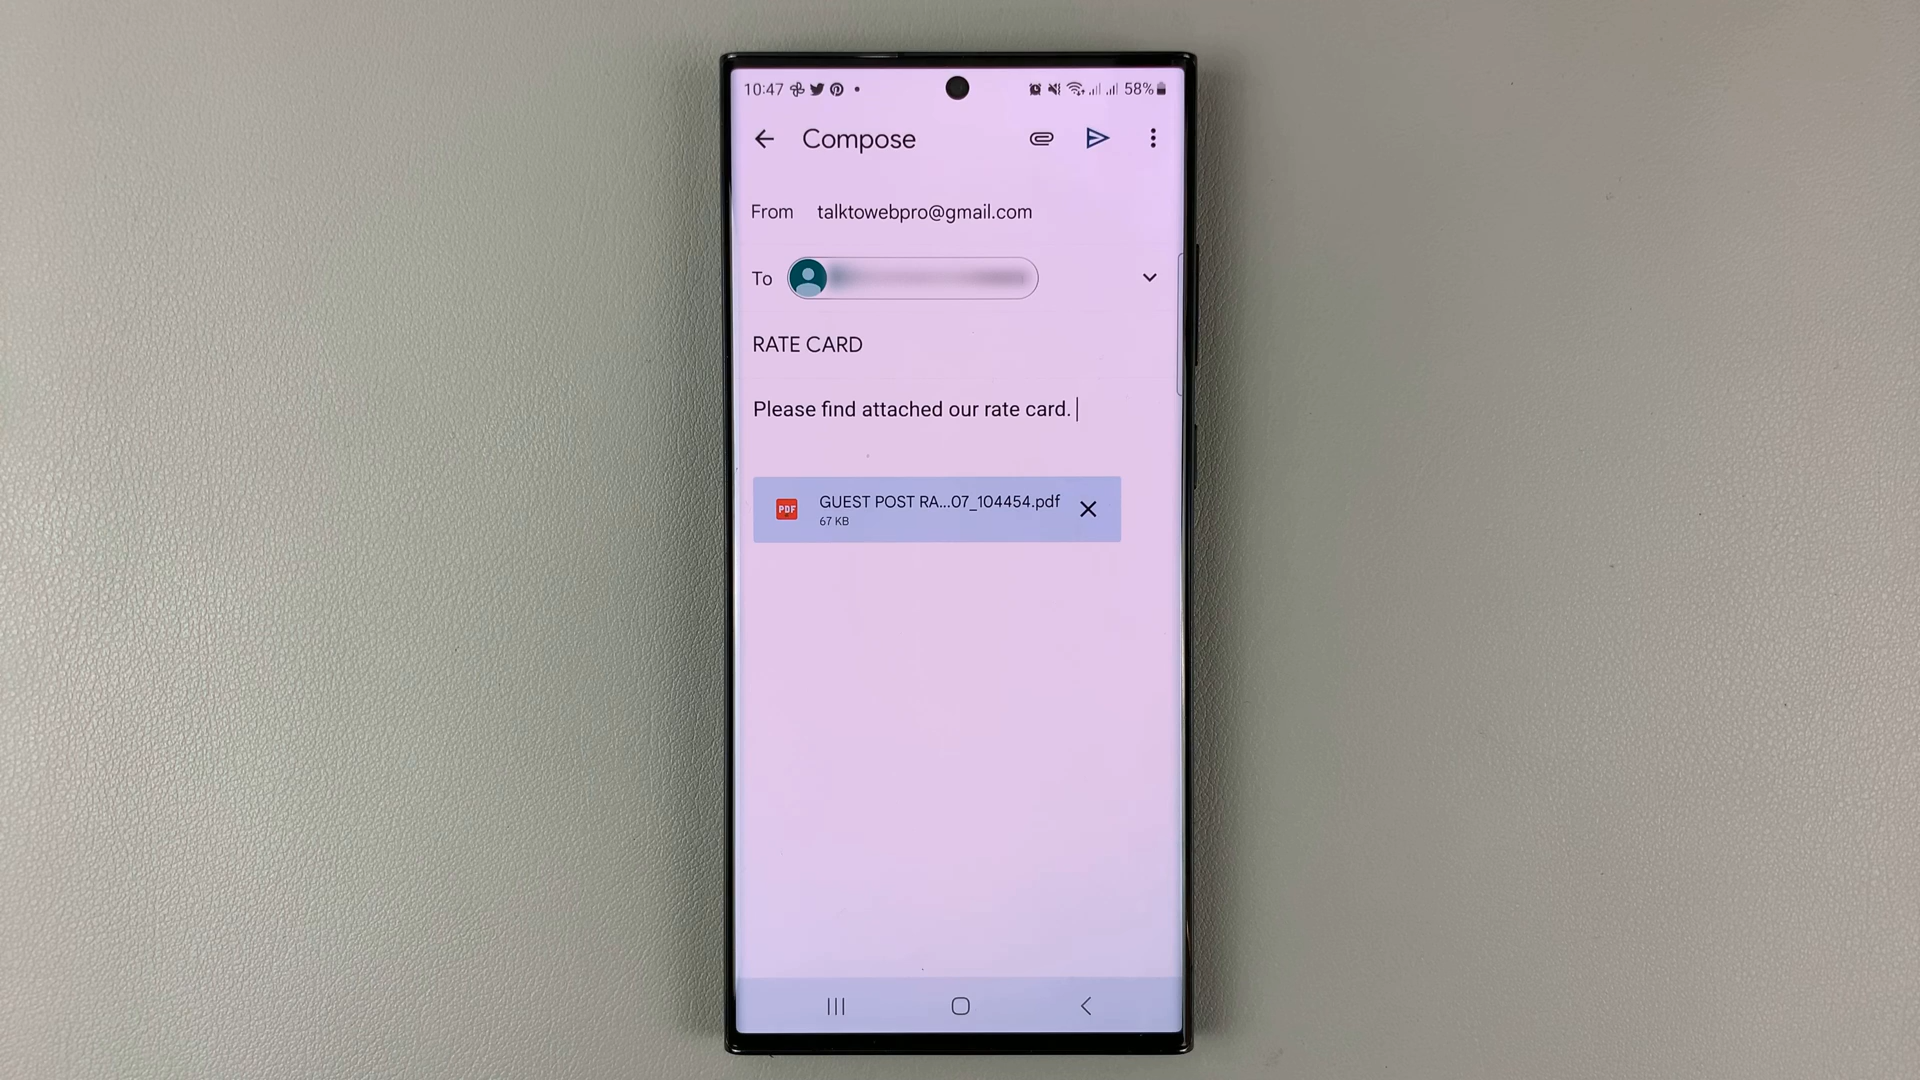 10:47 58%
Compose
From talktowebpro@gmail.com
To
RATE CARD
Please find attached our rate card.
PDF GUEST POST RA...07_104454.pdf
67 KB